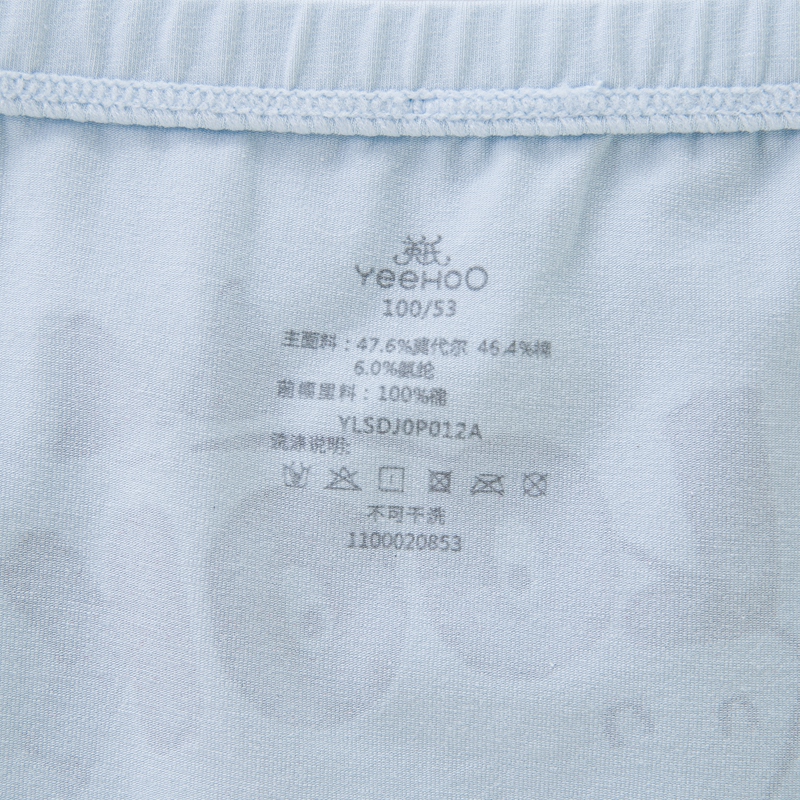 英氏
YeeHoO
100/53
主面料：47.6%莫代尔 46.4%棉
6.0%氨纶
前幅里料：100%棉
YLSDJ0P012A
洗涤说明:
不可干洗
1100020853